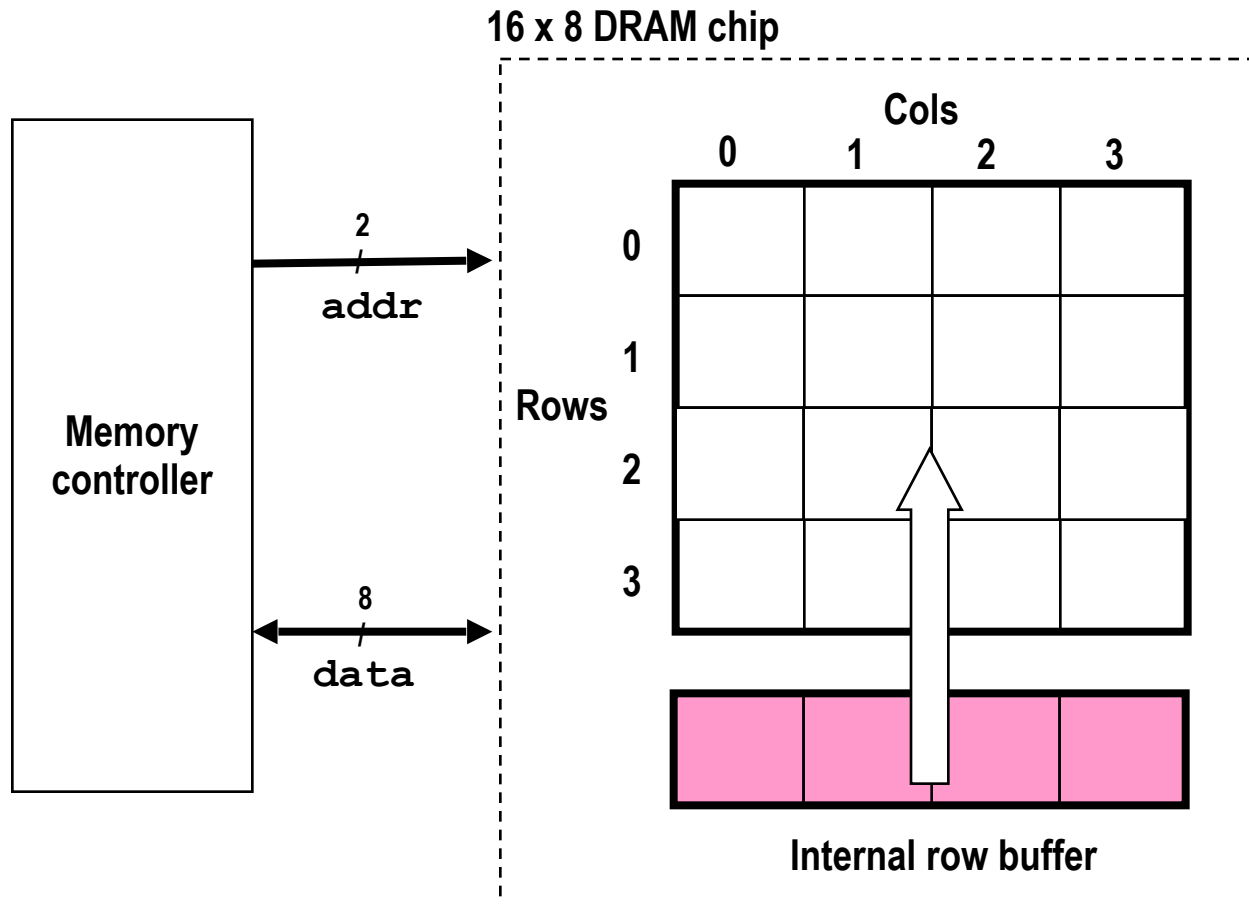 16 x 8 DRAM chip
Cols
0 1 2 3
2
addr
0
1
Rows
2
3
Memory
controller
8
data
Internal row buffer